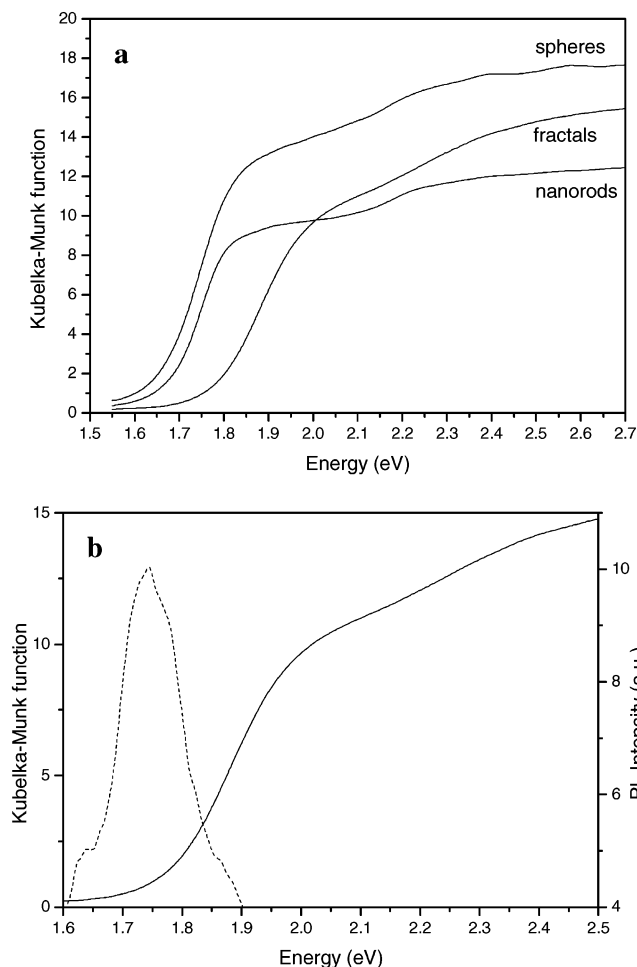 a
spheres
fractals
nanorods
Kubelka-Munk function
20
18
16
14
12
10
8
6
4
2
0
1.5 1.6 1.7 1.8 1.9 2.0 2.1 2.2 2.3 2.4 2.5 2.6 2.7
Energy (eV)
b
Kubelka-Munk function
15
10
5
0
10
8
6
4
1.6 1.7 1.8 1.9 2.0 2.1 2.2 2.3 2.4 2.5
Energy (eV)
Intensity